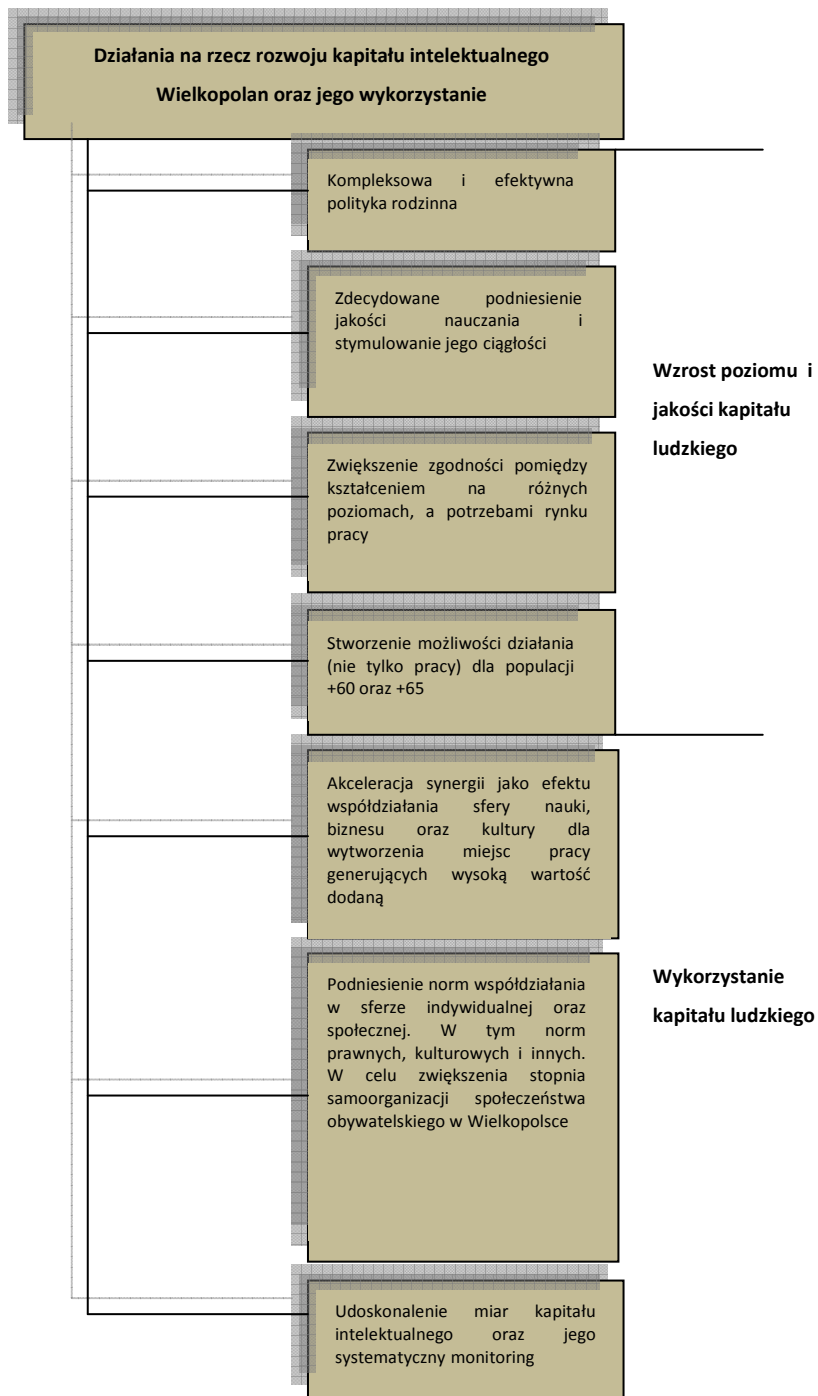 Działania na rzecz rozwoju kapitału intelektualnego
Wielkopolan oraz jego wykorzystanie
Kompleksowa i efektywna
polityka rodzinna
Zdecydowane podniesienie
jakości nauczania i
stymulowanie jego ciągłości
Wzrost poziomu i
jakości kapitału
ludzkiego
Zwiększenie zgodności pomiędzy
kształceniem na różnych
poziomach, a potrzebami rynku
pracy
Stworzenie możliwości działania
(nie tylko pracy) dla populacji
+60 oraz +65
Akceleracja synergii jako efektu
współdziałania sfery nauki,
biznesu oraz kultury dla
wytworzenia miejsc pracy
generujących wysoką wartość
dodaną
Podniesienie norm współdziałania
w sferze indywidualnej oraz
społecznej. W tym norm
prawnych, kulturowych i innych.
W celu zwiększenia stopnia
samoorganizacji społeczeństwa
obywatelskiego w Wielkopolsce
Wykorzystanie
kapitału ludzkiego
Udoskonalenie miar kapitału
intelektualnego oraz jego
systematyczny monitoring